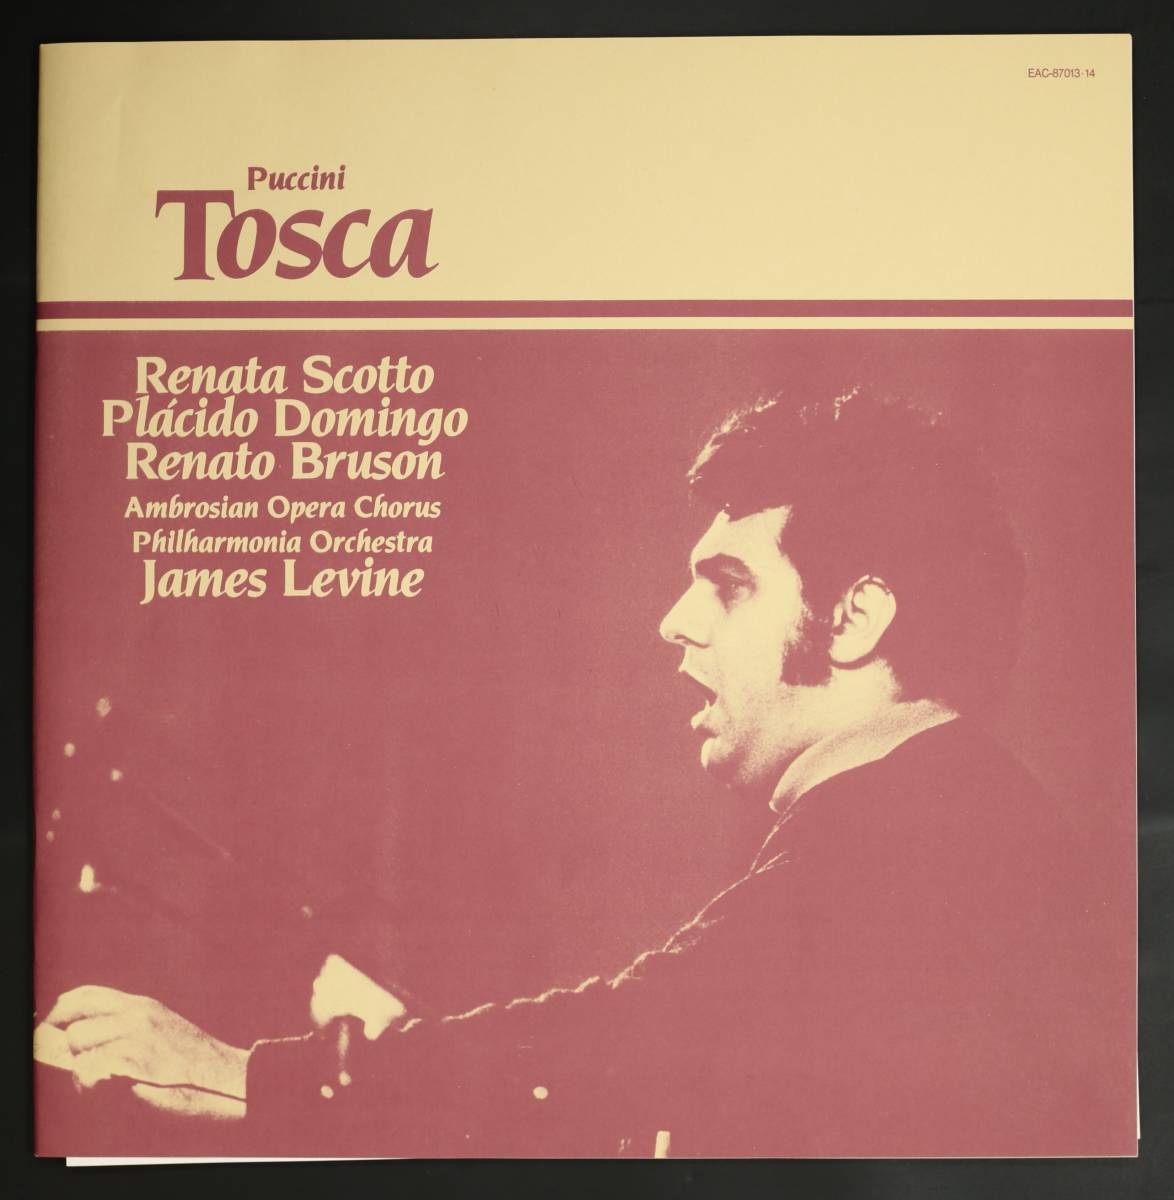 EAC-87013·14
Puccini
Tosca
Renata Scotto
Plácido Domingo
Renato Bruson
Ambrosian Opera Chorus
Philharmonia Orchestra
James Levine